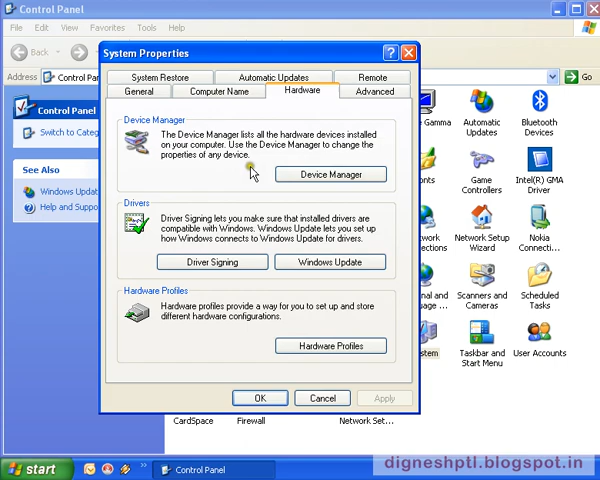 Control Panel
File Edit View Favorites Tools Help
Back
Address Control Pan
Go
Control Panel
Switch to Categ
See Also
Windows Updat
Help and Suppo
System Properties
System Restore Automatic Updates Remote
General Computer Name Hardware Advanced
Device Manager
The Device Manager lists all the hardware devices installed
on your computer. Use the Device Manager to change the
properties of any device.
Device Manager
Drivers
Driver Signing lets you make sure that installed drivers are
compatible with Windows. Windows Update lets you set up
how Windows connects to Windows Update for drivers.
Driver Signing Windows Update
Hardware Profiles
Hardware profiles provide a way for you to set up and store
different hardware configurations.
Hardware Profiles
OK Cancel Apply
Gamma
Automatic
Updates
Bluetooth
Devices
Game
Controllers
Intel(R) GMA
Driver
Network Setup
Wizard
Nokia
Connecti...
Scanners and
Cameras
Scheduled
Tasks
Taskbar and
Start Menu
User Accounts
CardSpace
Firewall
Network Set...
start
Control Panel
digneshptl.blogspot.in